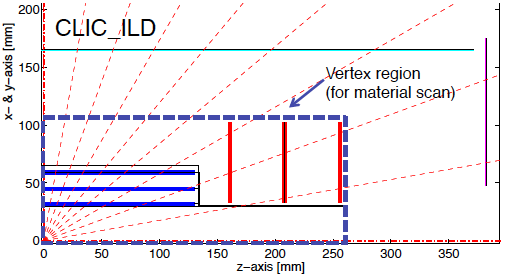 200
CLIC_ILD
150
Vertex region
(for material scan)
100
50
0
0 50 100 150 200 250 300 350
x- & y-axis [mm]
z-axis [mm]